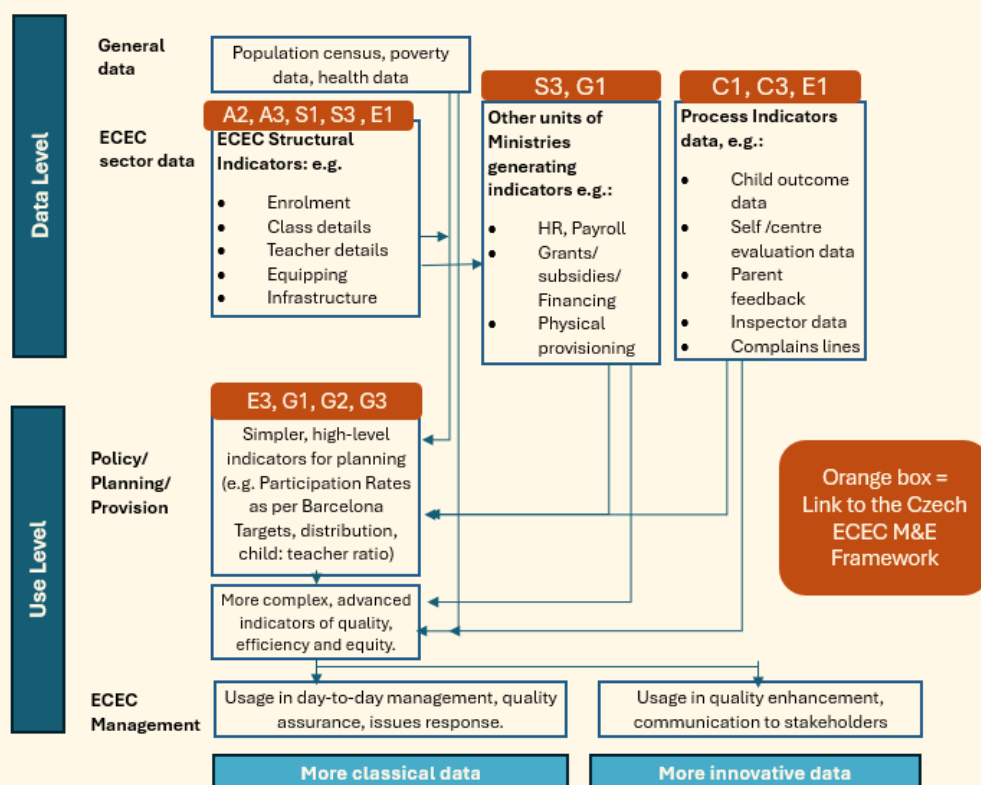 Data Level
General
data
Population census, poverty
data, health data
ECEC
sector data
A2, A3, S1, S3 , E1
ECEC Structural
Indicators: e.g.
• Enrolment
• Class details
• Teacher details
• Equipping
• Infrastructure
S3, G1
Other units of
Ministries
generating
indicators e.g.:
• HR, Payroll
• Grants/
subsidies/
Financing
• Physical
provisioning
C1, C3, E1
Process Indicators
data, e.g.:
• Child outcome
data
• Self /centre
evaluation data
• Parent
feedback
• Inspector data
• Complains lines
Use Level
Policy/
Planning/
Provision
E3, G1, G2, G3
Simpler, high-level
indicators for planning
(e.g. Participation Rates
as per Barcelona
Targets, distribution,
child: teacher ratio)
More complex, advanced
indicators of quality,
efficiency and equity.
Orange box =
Link to the Czech
ECEC M&E
Framework
ECEC
Management
Usage in day-to-day management, quality
assurance, issues response.
Usage in quality enhancement,
communication to stakeholders
More classical data
More innovative data